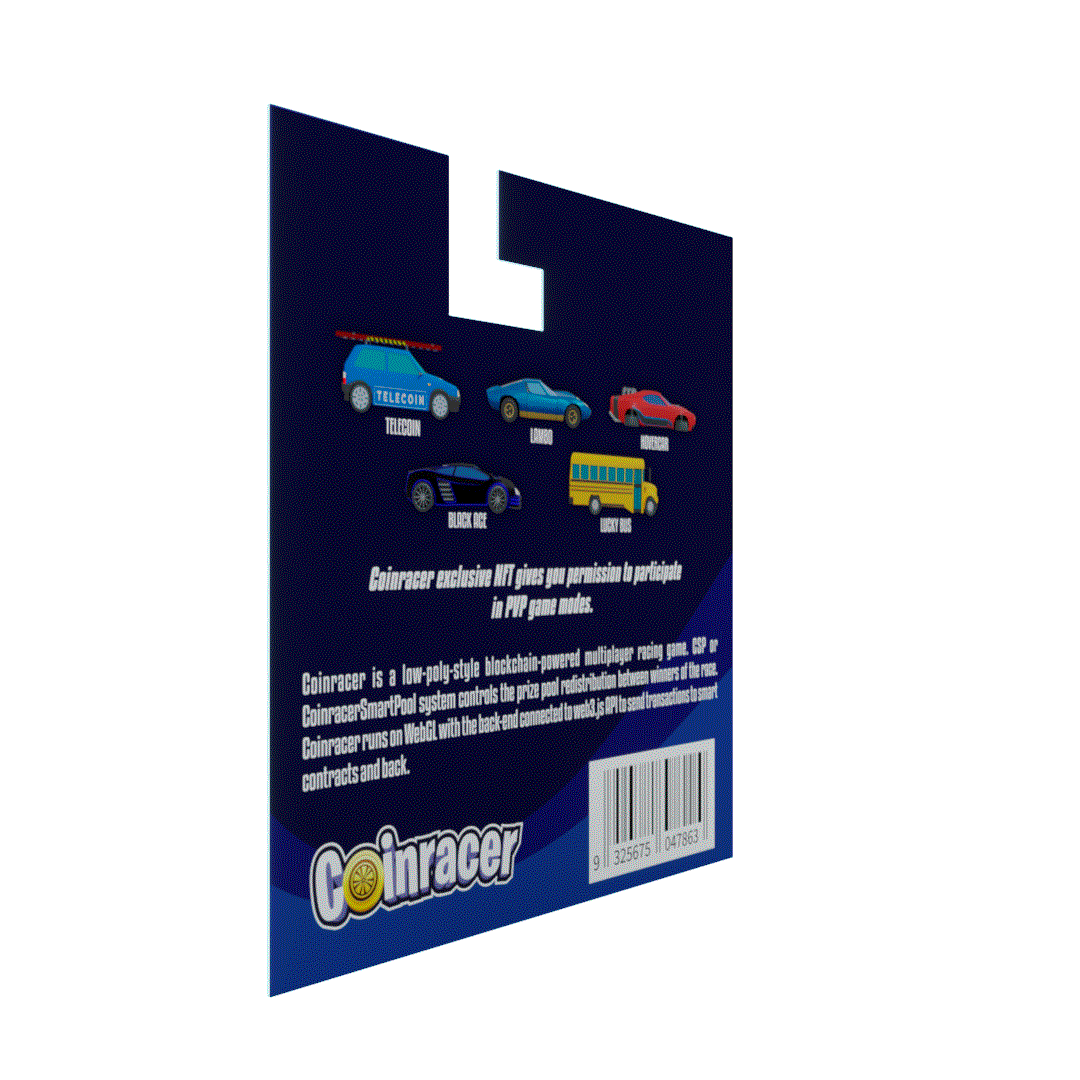 TELECOIN
TELECOIN
LAMBO
HOVERCAR
BLACK ACE
LUCKY BUS
Coinracer exclusive NFT gives you permission to participate
in PVP game modes.
Coinracer is a low-poly-style blockchain-powered multiplayer racing game. CSP or
CoinracerSmartPool system controls the prize pool redistribution between winners of the race.
Coinracer runs on WebGL with the back-end connected to web3.js API to send transactions to smart
contracts and back.
Coinracer
9 325675 047863